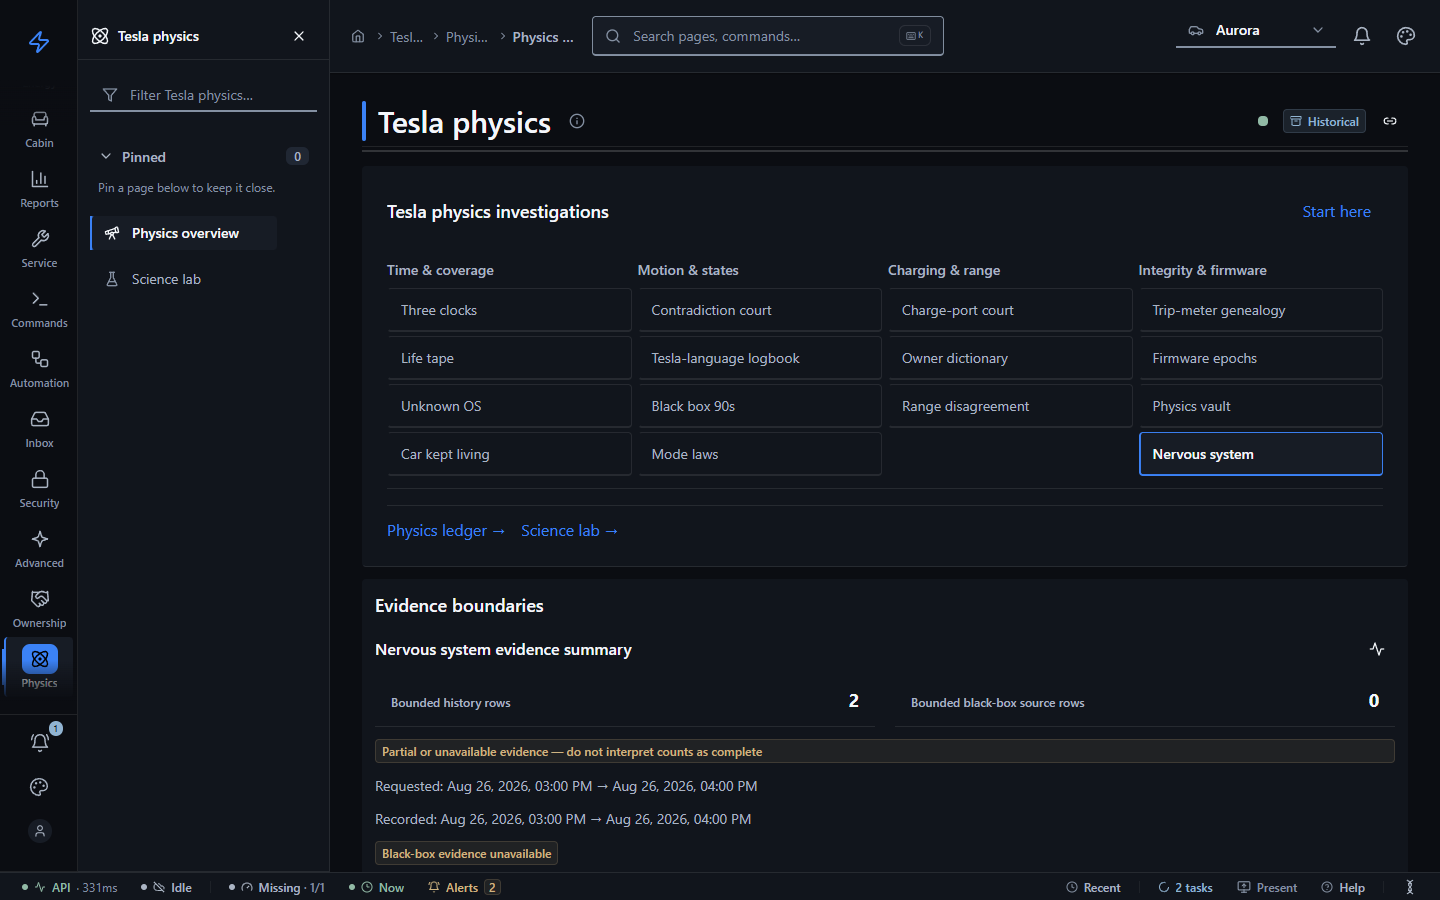 Tesla physics
Tesl...
Physi...
Physics ...
Search pages, commands...
K
Aurora
Filter Tesla physics...
Pinned
0
Pin a page below to keep it close.
Physics overview
Science lab
Cabin
Reports
Service
Commands
Automation
Inbox
Security
Advanced
Ownership
Physics
1
Tesla physics
Historical
Tesla physics investigations
Start here
Time & coverage
Motion & states
Charging & range
Integrity & firmware
Three clocks
Contradiction court
Charge-port court
Trip-meter genealogy
Life tape
Tesla-language logbook
Owner dictionary
Firmware epochs
Unknown OS
Black box 90s
Range disagreement
Physics vault
Car kept living
Mode laws
Nervous system
Physics ledger →
Science lab →
Evidence boundaries
Nervous system evidence summary
Bounded history rows
2
Bounded black-box source rows
0
Partial or unavailable evidence — do not interpret counts as complete
Requested: Aug 26, 2026, 03:00 PM → Aug 26, 2026, 04:00 PM
Recorded: Aug 26, 2026, 03:00 PM → Aug 26, 2026, 04:00 PM
Black-box evidence unavailable
API · 331ms
Idle
Missing · 1/1
Now
Alerts 2
Recent
2 tasks
Present
Help